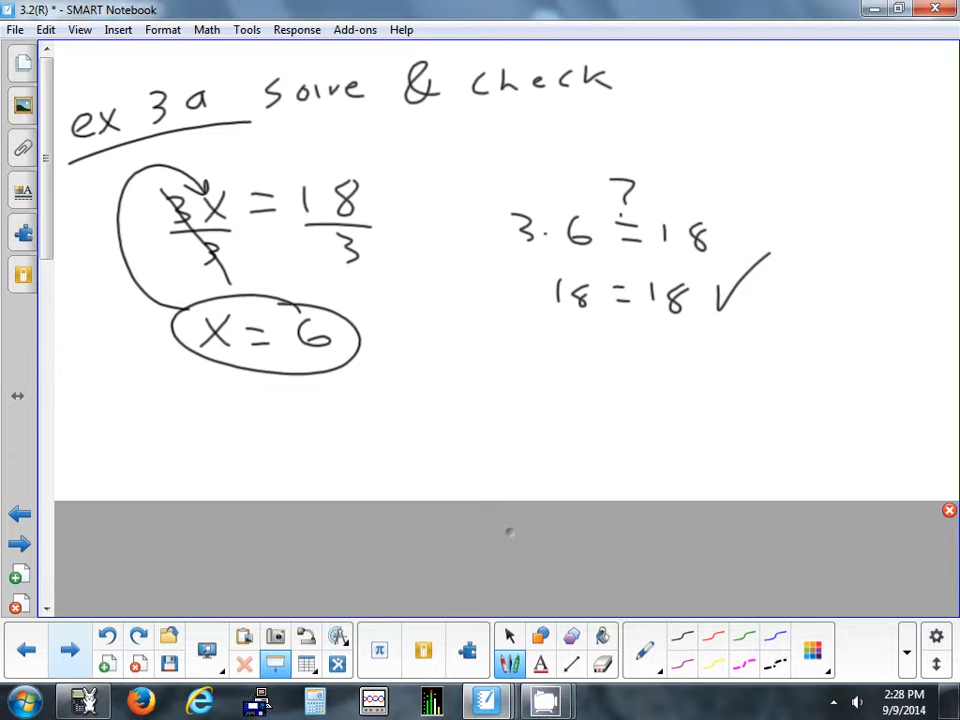 3.2(R) * - SMART Notebook
File Edit View Insert Format Math Tools Response Add-ons Help
ex 3a solve & check
3x = 18
3 3
x = 6
?
3 · 6 = 18
18 = 18 ✓
π
A
2:28 PM
9/9/2014